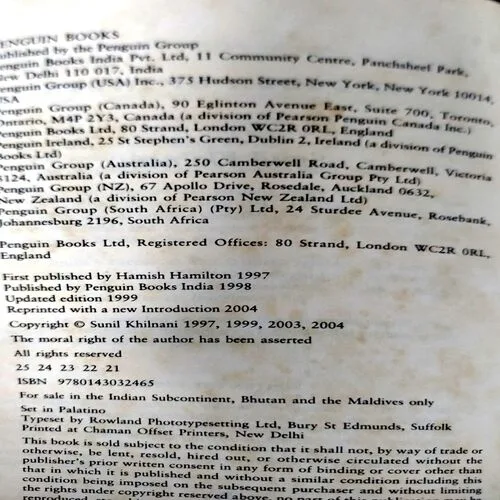 PENGUIN BOOKS
ublished by the Penguin Group
enguin Books India Pvt. Ltd, 11 Community Centre, Panchsheel Park,
New Delhi 110 017, India
enguin Group (USA) Inc., 375 Hudson Street, New York, New York 10014,
USA
Penguin Group (Canada), 90 Eglinton Avenue East, Suite 700, Toronto,
Ontario, M4P 2Y3, Canada (a division of Pearson Penguin Canada Inc.)
Penguin Books Ltd, 80 Strand, London WC2R 0RL, England
Penguin Ireland, 25 St Stephen's Green, Dublin 2, Ireland (a division of Penguin
Books Ltd)
Penguin Group (Australia), 250 Camberwell Road, Camberwell, Victoria
3124, Australia (a division of Pearson Australia Group Pty Ltd)
Penguin Group (NZ), 67 Apollo Drive, Rosedale, Auckland 0632,
New Zealand (a division of Pearson New Zealand Ltd)
Penguin Group (South Africa) (Pty) Ltd, 24 Sturdee Avenue, Rosebank,
Johannesburg 2196, South Africa
Penguin Books Ltd, Registered Offices: 80 Strand, London WC2R 0RL,
England
First published by Hamish Hamilton 1997
Published by Penguin Books India 1998
Updated edition 1999
Reprinted with a new Introduction 2004
Copyright © Sunil Khilnani 1997, 1999, 2003, 2004
The moral right of the author has been asserted
All rights reserved
25 24 23 22 21
ISBN 9780143032465
For sale in the Indian Subcontinent, Bhutan and the Maldives only
Set in Palatino
Typeset by Rowland Phototypesetting Ltd, Bury St Edmunds, Suffolk
Printed at Chaman Offset Printers, New Delhi
This book is sold subject to the condition that it shall not, by way of trade or
otherwise, be lent, resold, hired out, or otherwise circulated without the
publisher's prior written consent in any form of binding or cover other than
that in which it is published and without a similar condition including this
condition being imposed on the subsequent purchaser and without limiting
the rights under copyright reserved above, no part of this